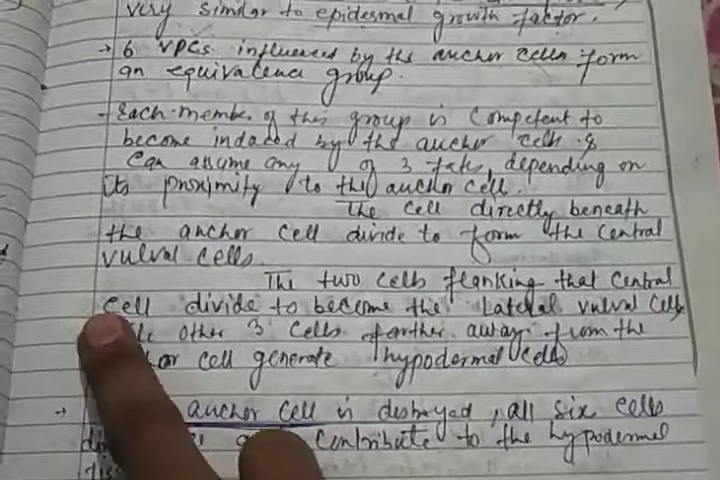 very similar to epidesmal growth factor.
→ 6 VPCs influenced by the anchor cells form
an equivalence group.
→ Each member of this group is Competent to
become induced by the anchor cells &
Can assume any of 3 fate, depending on
its proximity to the anchor cell.
The cell directly beneath
the anchor cell divide to form the Central
vulval cells.
The two cells flanking that Central
cell divide to become the Lateral vulval cells
other 3 cells farther away from the
cell generate hypodermal cells
→ anchor cell is destroyed, all six cells
Contribute to the hypodermal